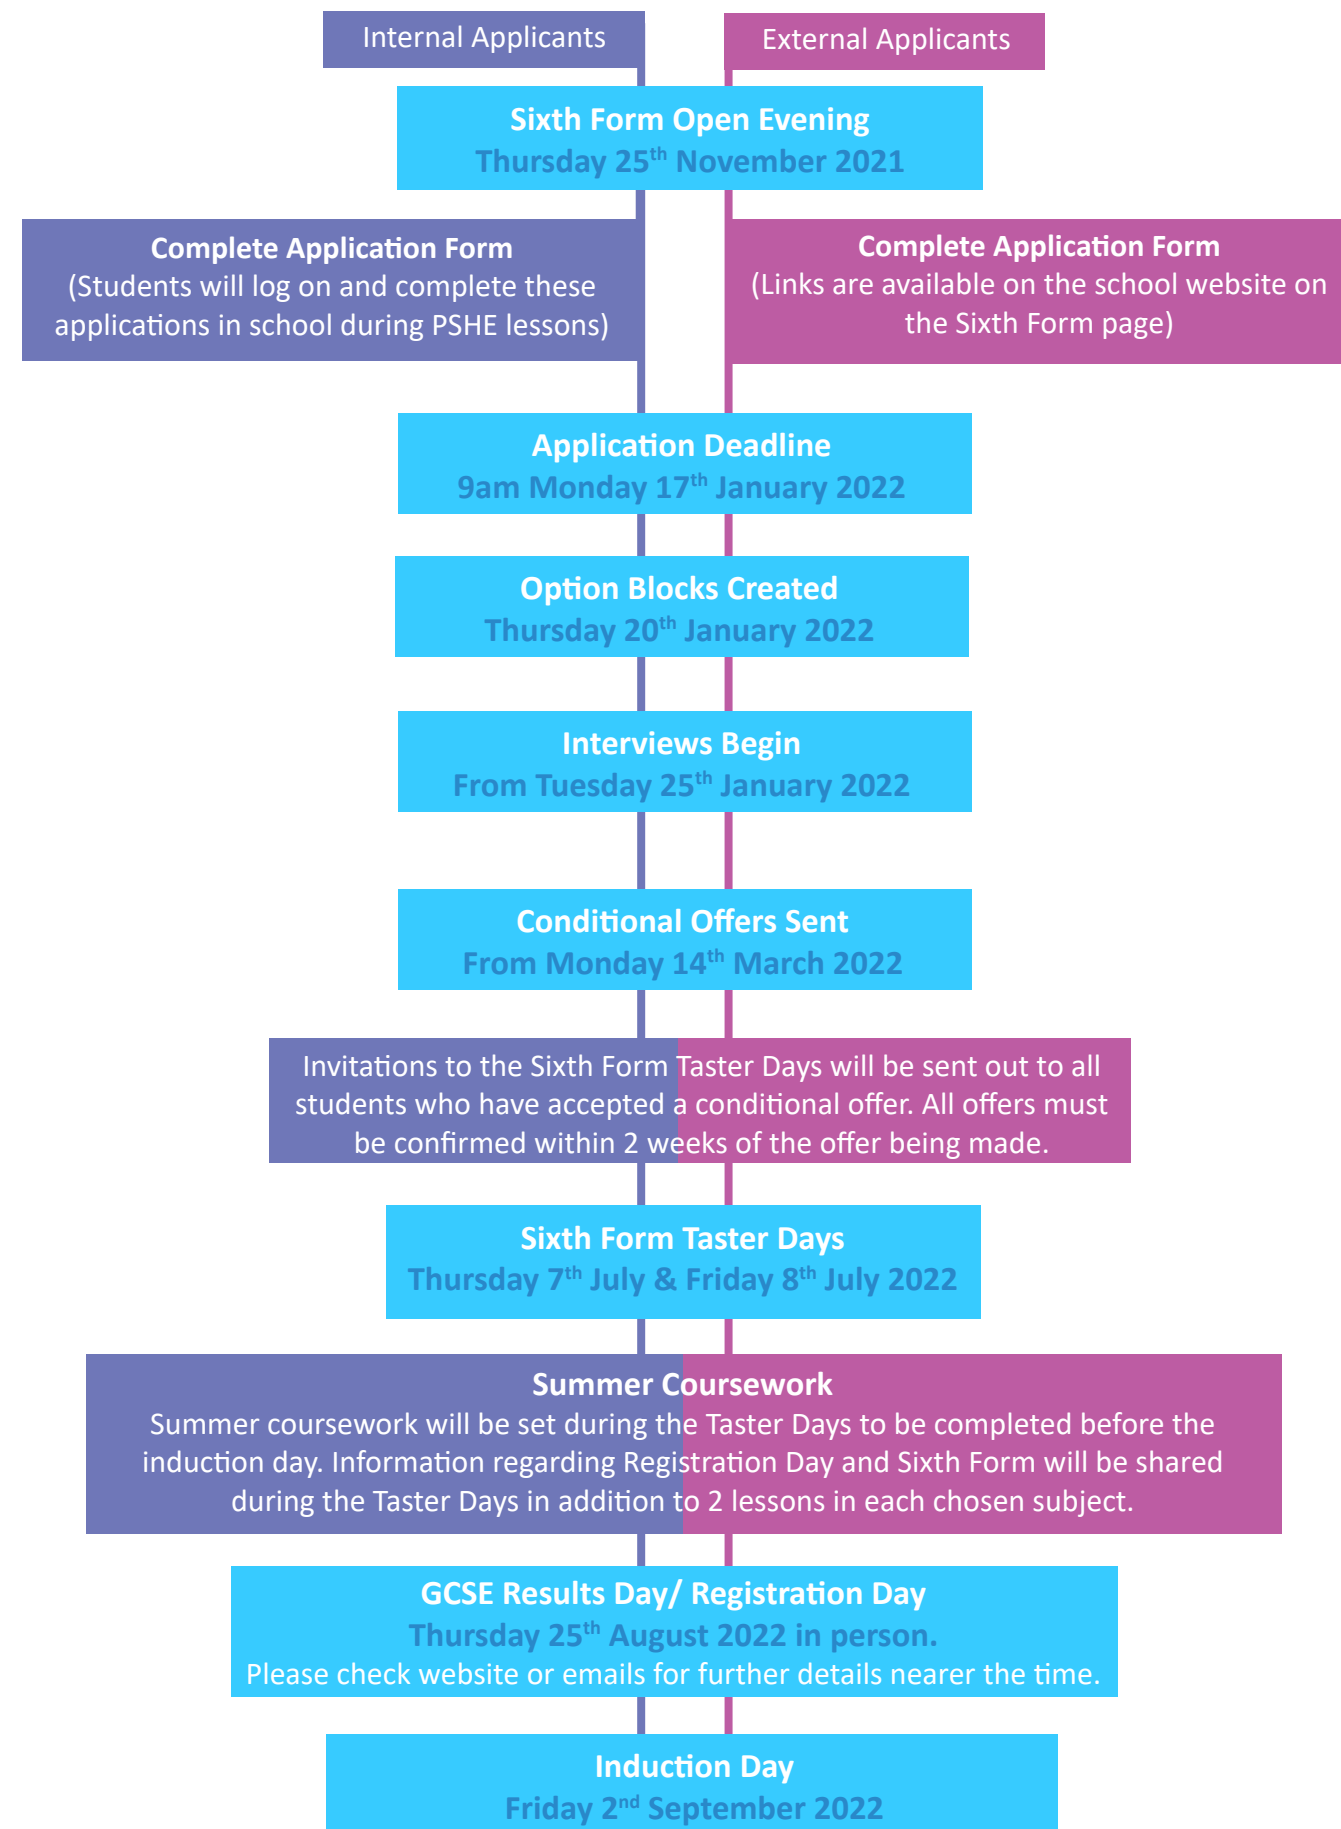 Internal Applicants
External Applicants
Sixth Form Open Evening
Thursday 25th November 2021
Complete Application Form
(Students will log on and complete these
applications in school during PSHE lessons)
Complete Application Form
(Links are available on the school website on
the Sixth Form page)
Application Deadline
9am Monday 17th January 2022
Option Blocks Created
Thursday 20th January 2022
Interviews Begin
From Tuesday 25th January 2022
Conditional Offers Sent
From Monday 14th March 2022
Invitations to the Sixth Form Taster Days will be sent out to all
students who have accepted a conditional offer. All offers must
be confirmed within 2 weeks of the offer being made.
Sixth Form Taster Days
Thursday 7th July & Friday 8th July 2022
Summer Coursework
Summer coursework will be set during the Taster Days to be completed before the
induction day. Information regarding Registration Day and Sixth Form will be shared
during the Taster Days in addition to 2 lessons in each chosen subject.
GCSE Results Day/ Registration Day
Thursday 25th August 2022 in person.
Please check website or emails for further details nearer the time.
Induction Day
Friday 2nd September 2022